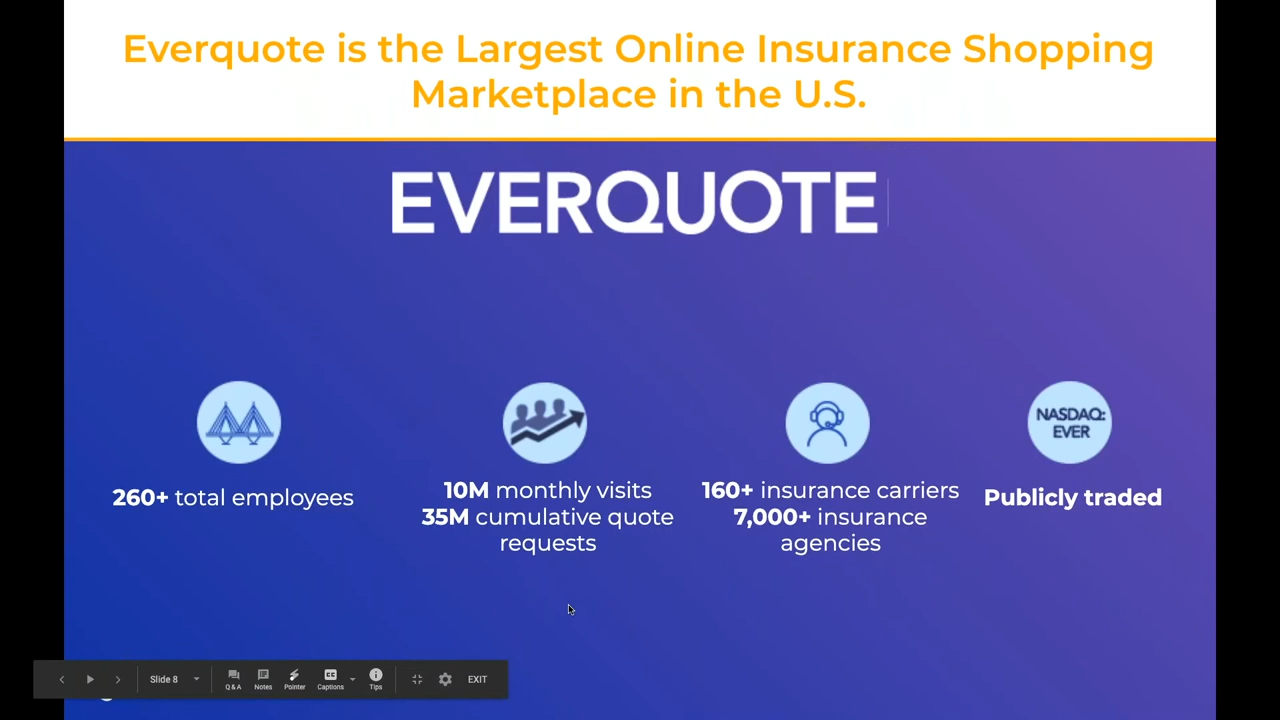 Everquote is the Largest Online Insurance Shopping
Marketplace in the U.S.
EVERQUOTE
260+ total employees
10M monthly visits
35M cumulative quote
requests
160+ insurance carriers
7,000+ insurance
agencies
NASDAQ:
EVER
Publicly traded
Slide 8
Q & A
Notes
Pointer
Captions
Tips
EXIT